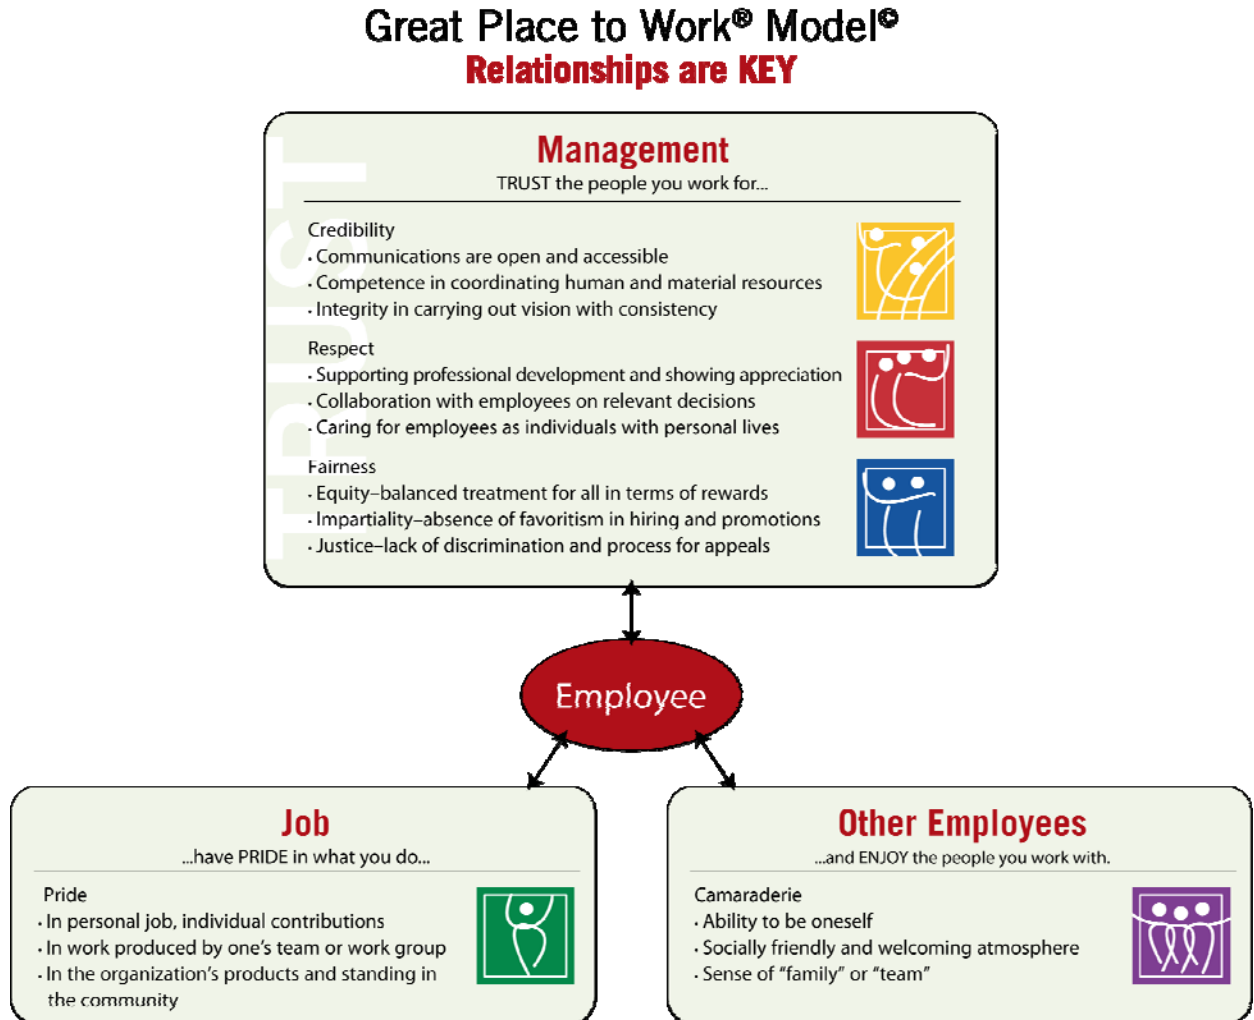 Great Place to Work® Model©
Relationships are KEY
TRUST
Management
TRUST the people you work for...
Credibility
· Communications are open and accessible
· Competence in coordinating human and material resources
· Integrity in carrying out vision with consistency
Respect
· Supporting professional development and showing appreciation
· Collaboration with employees on relevant decisions
· Caring for employees as individuals with personal lives
Fairness
· Equity–balanced treatment for all in terms of rewards
· Impartiality–absence of favoritism in hiring and promotions
· Justice–lack of discrimination and process for appeals
Employee
Job
...have PRIDE in what you do...
Pride
· In personal job, individual contributions
· In work produced by one’s team or work group
· In the organization’s products and standing in
the community
Other Employees
...and ENJOY the people you work with.
Camaraderie
· Ability to be oneself
· Socially friendly and welcoming atmosphere
· Sense of “family” or “team”